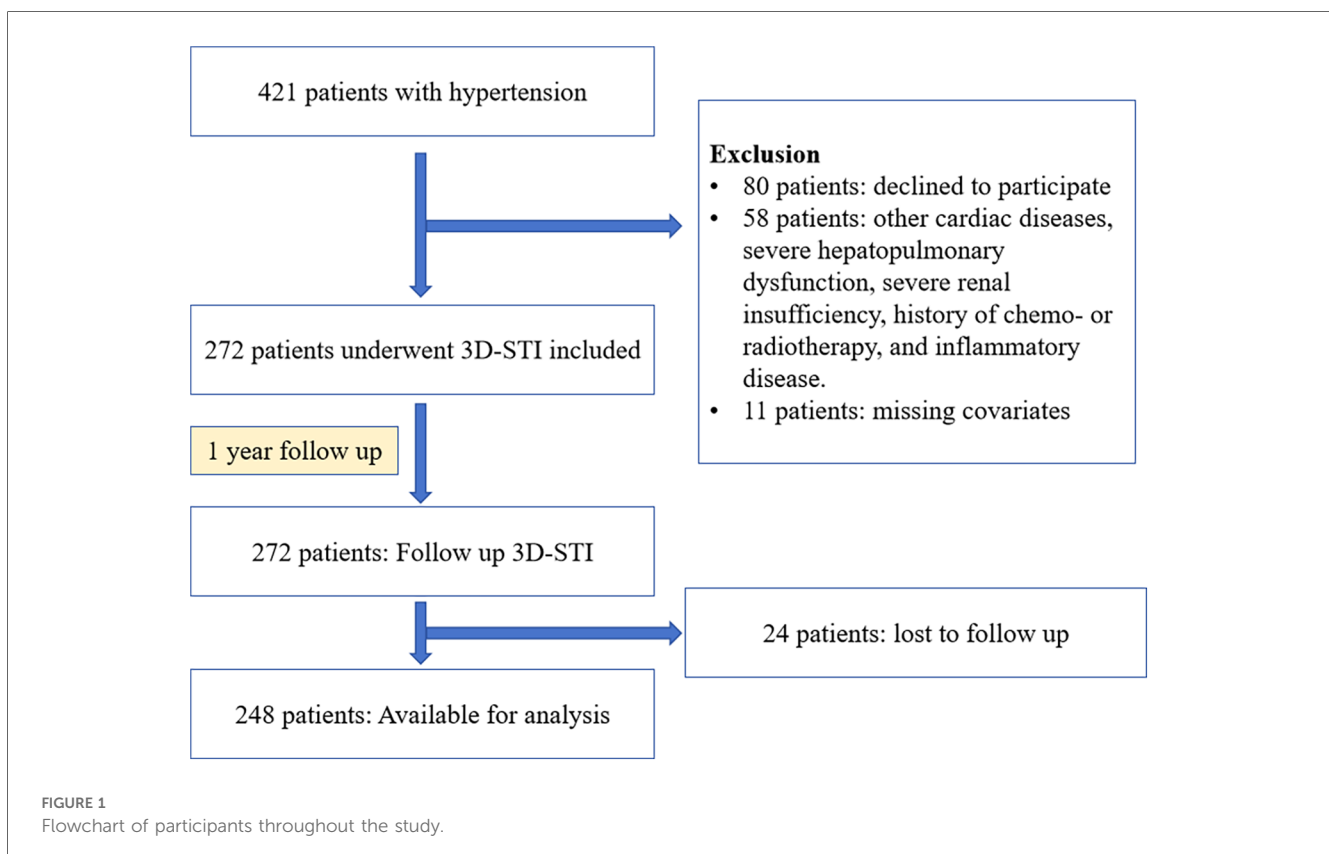 421 patients with hypertension
Exclusion
• 80 patients: declined to participate
• 58 patients: other cardiac diseases,
severe hepatopulmonary
dysfunction, severe renal
insufficiency, history of chemo- or
radiotherapy, and inflammatory
disease.
• 11 patients: missing covariates
272 patients underwent 3D-STI included
1 year follow up
272 patients: Follow up 3D-STI
24 patients: lost to follow up
248 patients: Available for analysis
FIGURE 1
Flowchart of participants throughout the study.